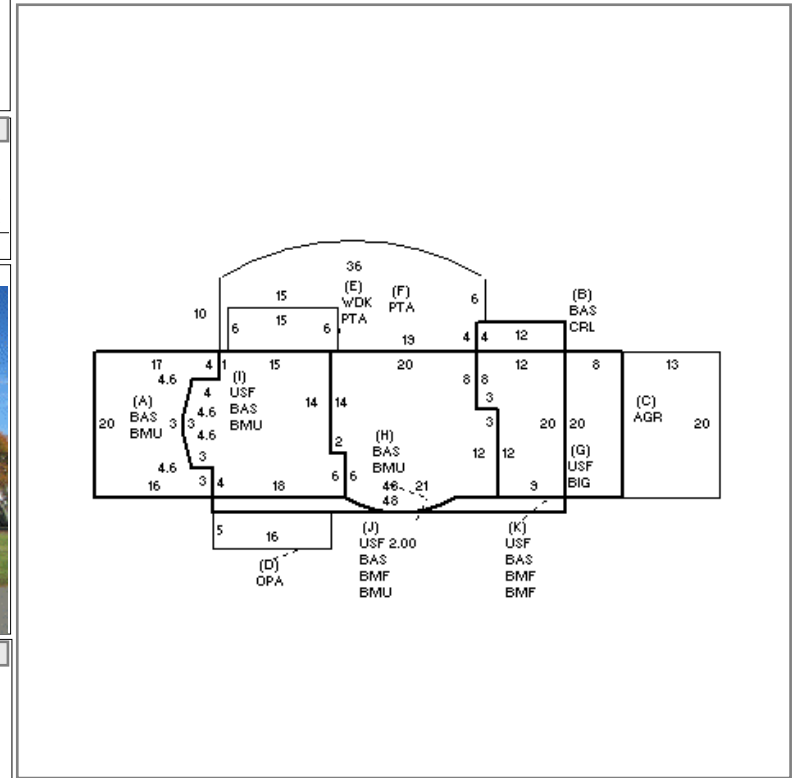 36
(E)
WDK
PTA
(F)
PTA
(B)
BAS
CRL
15
15
10
6
6
6
19
4
4
12
17
4
1
15
20
12
8
13
4.6
(I)
USF
BAS
BMU
8
8
4
(A)
BAS
BMU
14
14
3
(C)
AGR
4.6
20
3
3
3
20
20
20
4.6
(H)
BAS
BMU
2
(G)
USF
BIG
12
12
3
4.6
6
6
16
3
4
18
46
21
9
48
5
16
(D)
OPA
(J)
USF 2.00
BAS
BMF
BMU
(K)
USF
BAS
BMF
BMF